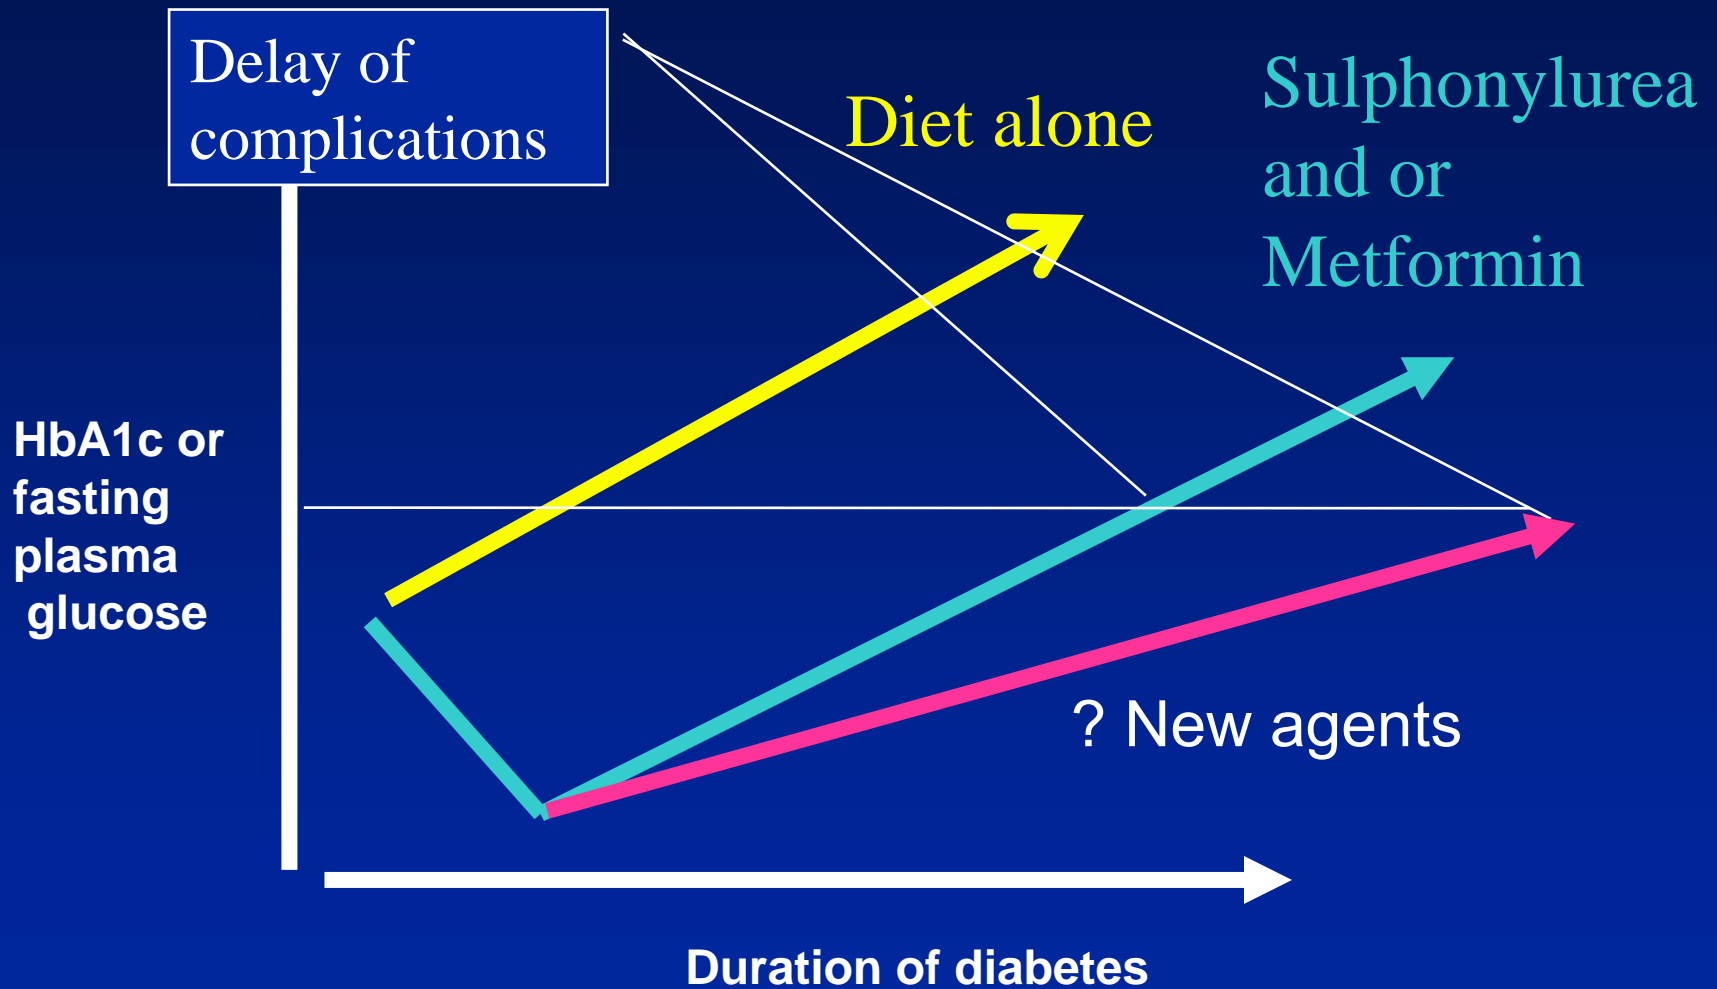 Delay of
complications
Diet alone
Sulphonylurea
and or
Metformin
HbA1c or
fasting
plasma
glucose
? New agents
Duration of diabetes